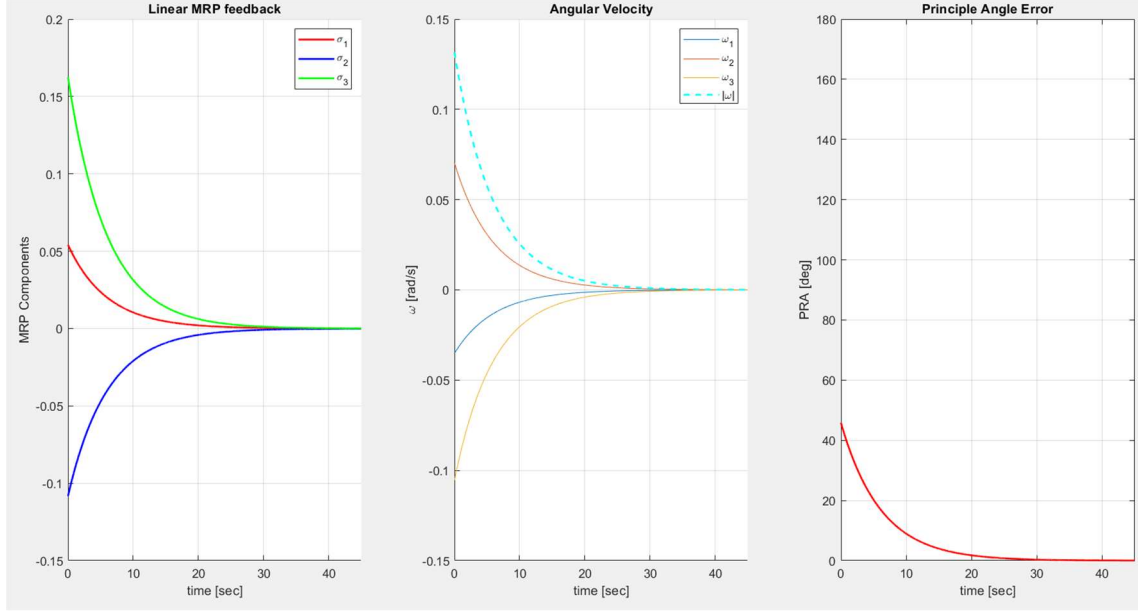 Linear MRP feedback
0.2
0.15
0.1
0.05
0
-0.05
-0.1
-0.15
MRP Components
σ1
σ2
σ3
0 10 20 30 40
time [sec]
Angular Velocity
0.15
0.1
0.05
0
-0.05
-0.1
-0.15
ω [rad/s]
ω1
ω2
ω3
|ω|
0 10 20 30 40
time [sec]
Principle Angle Error
180
160
140
120
100
80
60
40
20
0
PRA [deg]
0 10 20 30 40
time [sec]